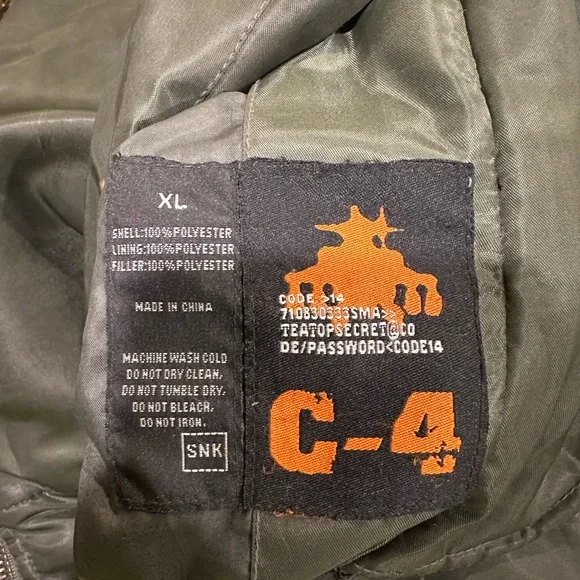 XL
SHELL:100%POLYESTER
LINING:100%POLYESTER
FILLER:100%POLYESTER
MADE IN CHINA
MACHINE WASH COLD
DO NOT DRY CLEAN,
DO NOT TUMBLE DRY,
DO NOT BLEACH,
DO NOT IRON.
SNK
CODE >14
710830333SMA>>
TEATOPSECRET@CO
DE/PASSWORD<CODE14
C-4